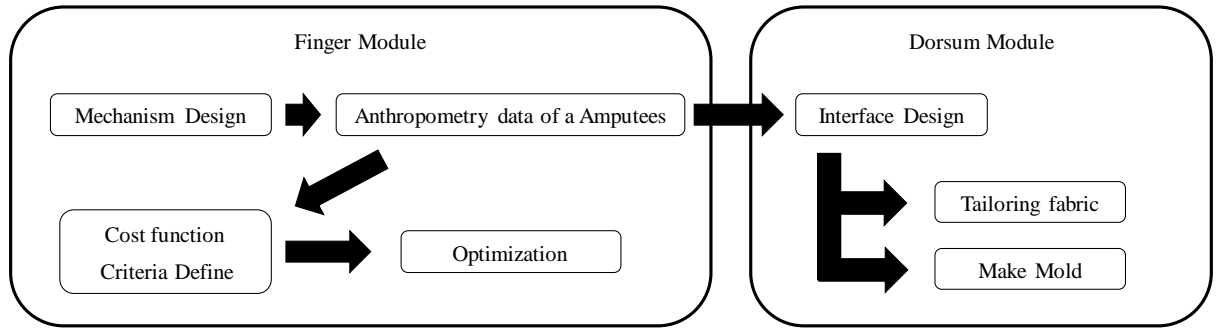 Finger Module
Mechanism Design
Anthropometry data of a Amputees
Cost function
Criteria Define
Optimization
Dorsum Module
Interface Design
Tailoring fabric
Make Mold